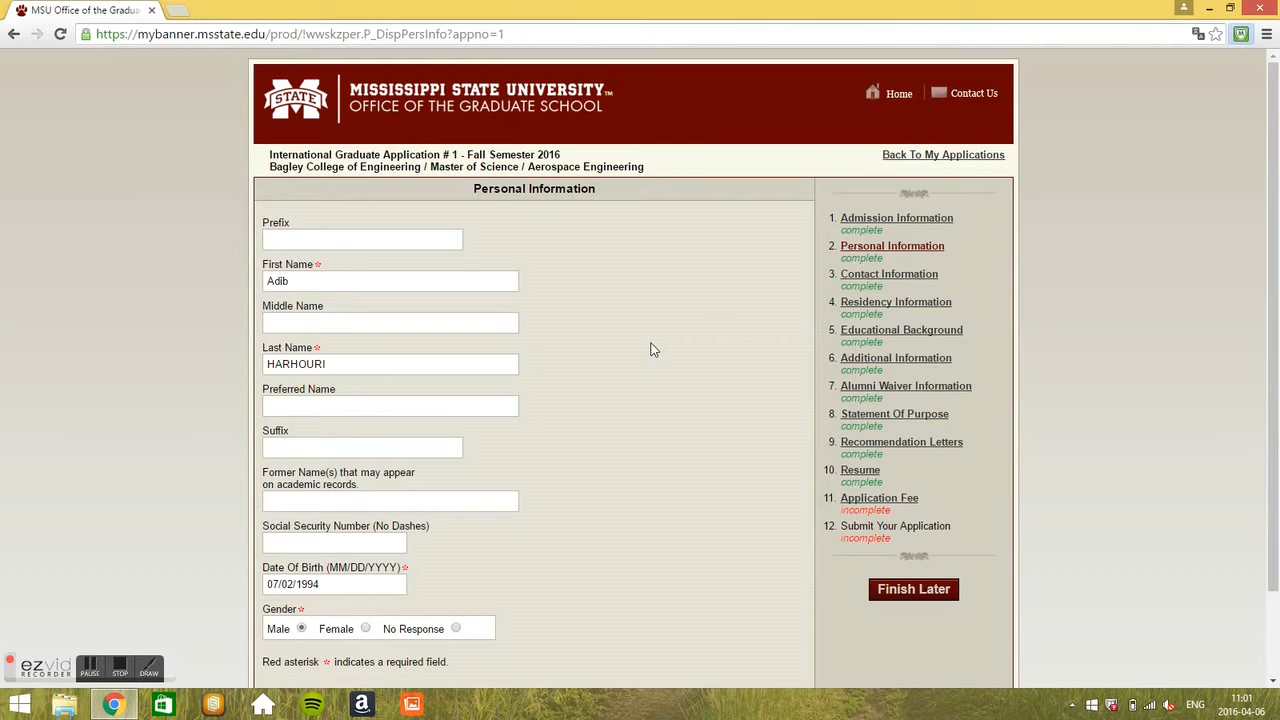 MSU Office of the Gradua
https://mybanner.msstate.edu/prod/!wwskzper.P_DispPersInfo?appno=1
STATE
MISSISSIPPI STATE UNIVERSITY™
OFFICE OF THE GRADUATE SCHOOL
Home
Contact Us
International Graduate Application # 1 - Fall Semester 2016
Bagley College of Engineering / Master of Science / Aerospace Engineering
Back To My Applications
Personal Information
Prefix
First Name *
Adib
Middle Name
Last Name *
HARHOURI
Preferred Name
Suffix
Former Name(s) that may appear
on academic records.
Social Security Number (No Dashes)
Date Of Birth (MM/DD/YYYY) *
07/02/1994
Gender *
Male Female No Response
Red asterisk * indicates a required field.
1. Admission Information
complete
2. Personal Information
complete
3. Contact Information
complete
4. Residency Information
complete
5. Educational Background
complete
6. Additional Information
complete
7. Alumni Waiver Information
complete
8. Statement Of Purpose
complete
9. Recommendation Letters
complete
10. Resume
complete
11. Application Fee
incomplete
12. Submit Your Application
incomplete
Finish Later
ezvid
RECORDER
PAUSE STOP DRAW
ENG
11:01
2016-04-06